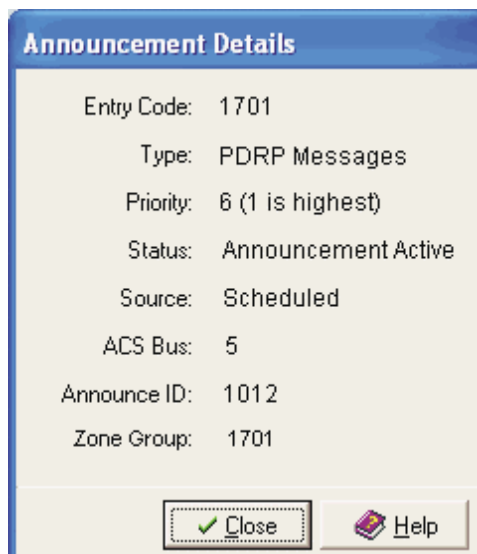 Announcement Details
Entry Code: 1701
Type: PDRP Messages
Priority: 6 (1 is highest)
Status: Announcement Active
Source: Scheduled
ACS Bus: 5
Announce ID: 1012
Zone Group: 1701
Close Help